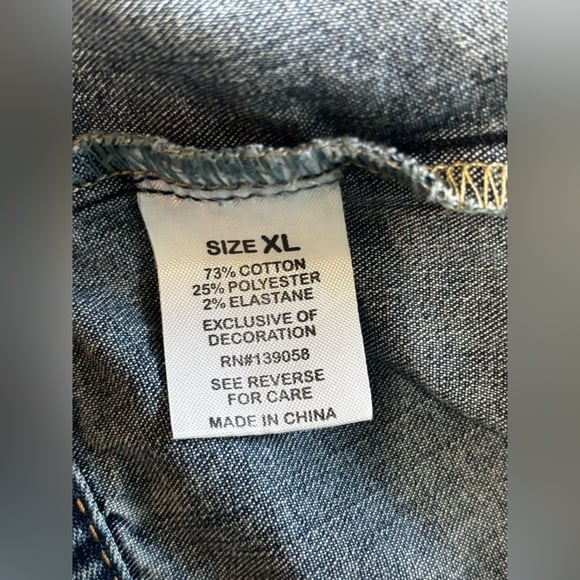 SIZE XL
73% COTTON
25% POLYESTER
2% ELASTANE
EXCLUSIVE OF
DECORATION
RN#139058
SEE REVERSE
FOR CARE
MADE IN CHINA